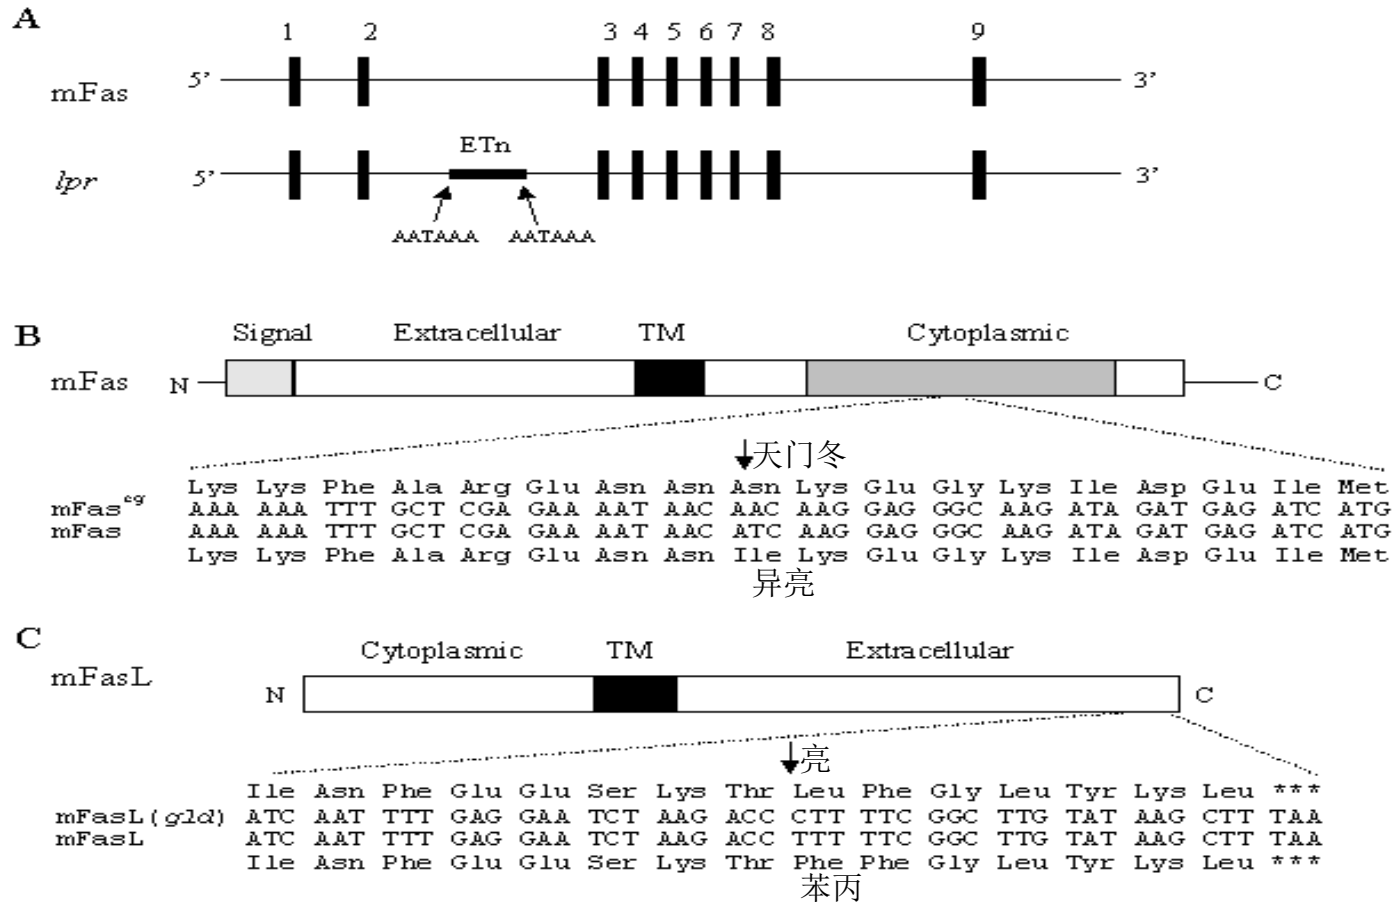 A
1 2 3 4 5 6 7 8 9
mFas 5’ 3’
ETn
lpr 5’ 3’
AATAAA AATAAA
B
Signal Extracellular TM Cytoplasmic
mFas N C
天门冬
Lys Lys Phe Ala Arg Glu Asn Asn Asn Lys Glu Gly Lys Ile Asp Glu Ile Met
mFas^cg AAA AAA TTT GCT CGA GAA AAT AAC AAC AAG GAG GGC AAG ATA GAT GAG ATC ATG
mFas AAA AAA TTT GCT CGA GAA AAT AAC ATC AAG GAG GGC AAG ATA GAT GAG ATC ATG
Lys Lys Phe Ala Arg Glu Asn Asn Ile Lys Glu Gly Lys Ile Asp Glu Ile Met
异亮
C
Cytoplasmic TM Extracellular
mFasL N C
亮
Ile Asn Phe Glu Glu Ser Lys Thr Leu Phe Gly Leu Tyr Lys Leu ***
mFasL(gld) ATC AAT TTT GAG GAA TCT AAG ACC CTT TTC GGC TTG TAT AAG CTT TAA
mFasL ATC AAT TTT GAG GAA TCT AAG ACC TTT TTC GGC TTG TAT AAG CTT TAA
Ile Asn Phe Glu Glu Ser Lys Thr Phe Phe Gly Leu Tyr Lys Leu ***
苯丙